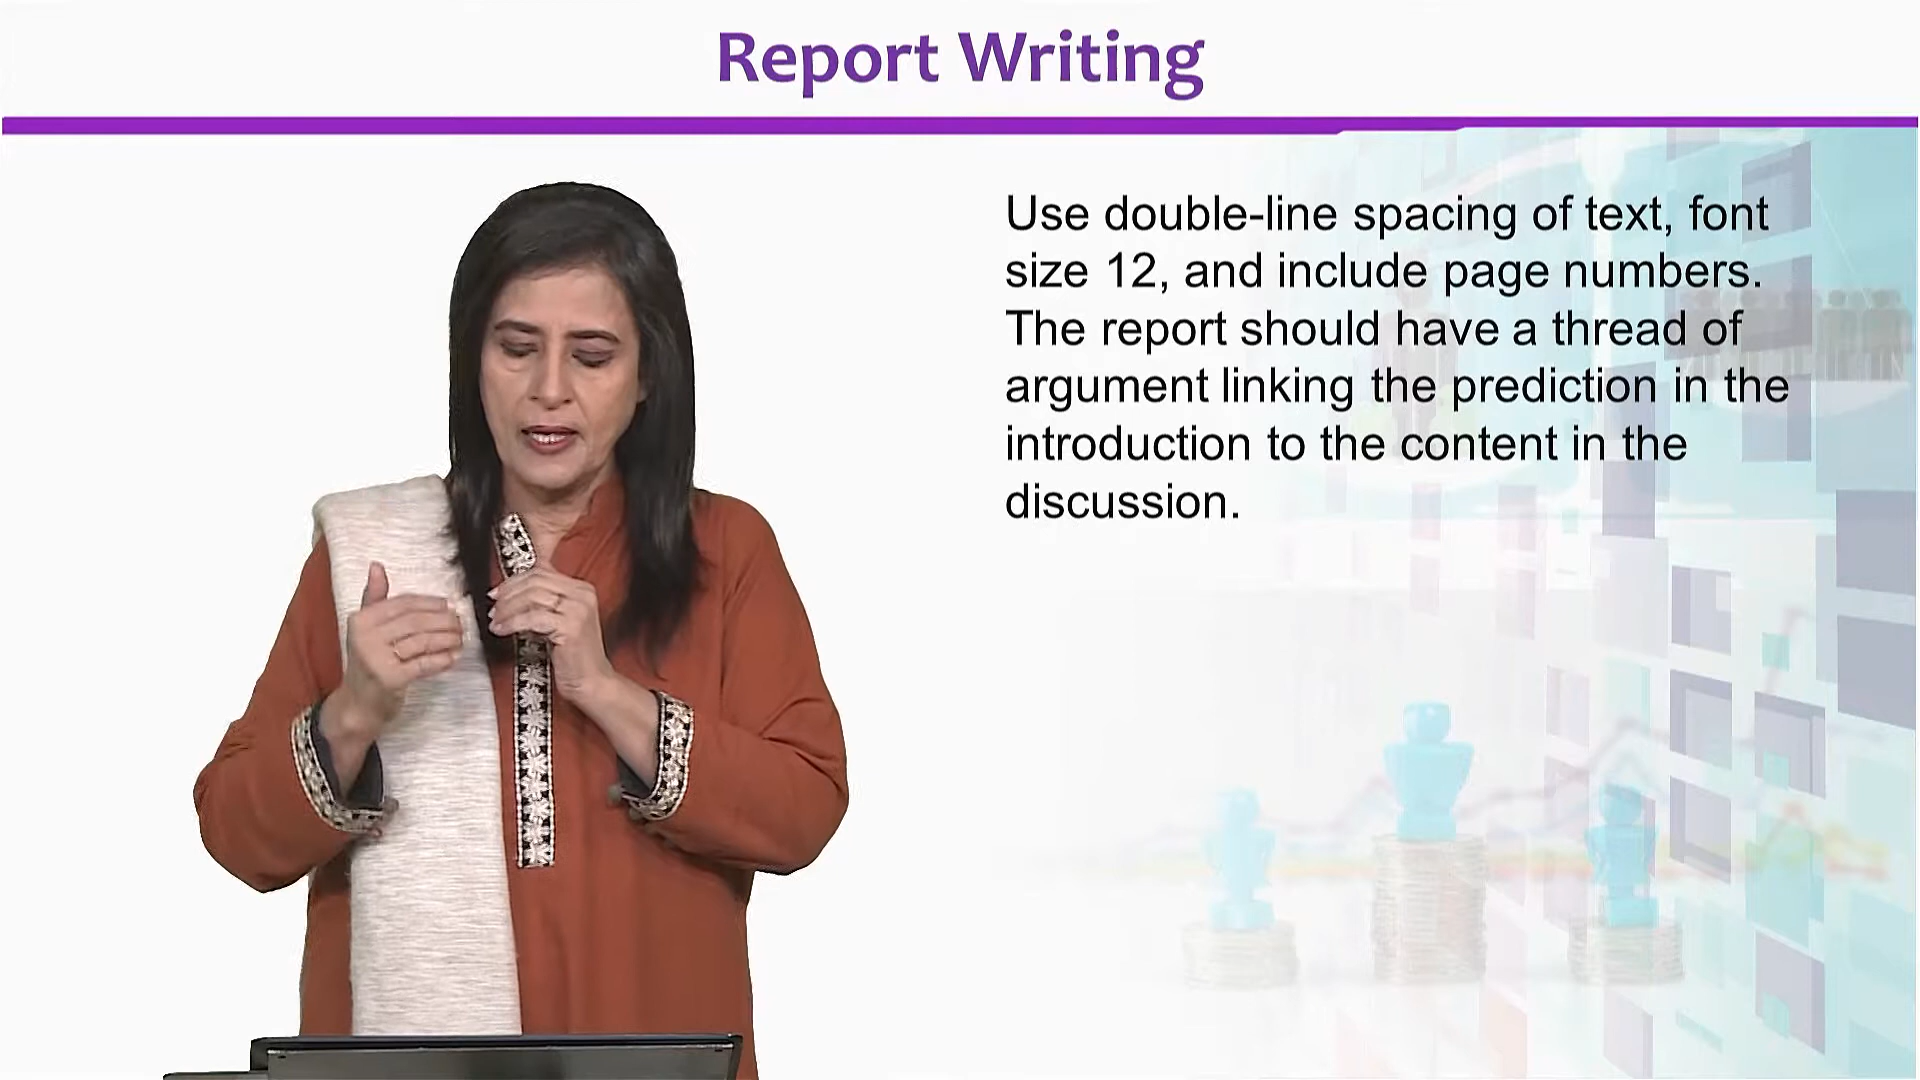 Report Writing
Use double-line spacing of text, font
size 12, and include page numbers.
The report should have a thread of
argument linking the prediction in the
introduction to the content in the
discussion.